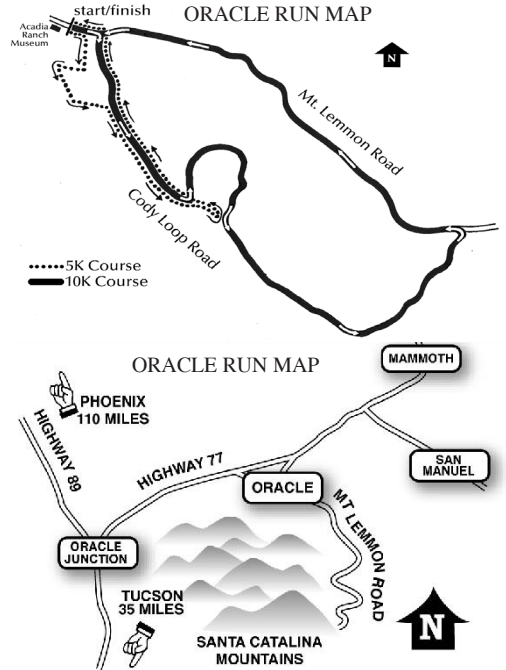 ORACLE RUN MAP
start/finish
Acadia
Ranch
Museum
N
Mt. Lemmon Road
Cody Loop Road
5K Course
10K Course
ORACLE RUN MAP
MAMMOTH
PHOENIX
110 MILES
HIGHWAY 89
HIGHWAY 77
SAN
MANUEL
ORACLE
MT LEMMON ROAD
ORACLE
JUNCTION
TUCSON
35 MILES
SANTA CATALINA
MOUNTAINS
N